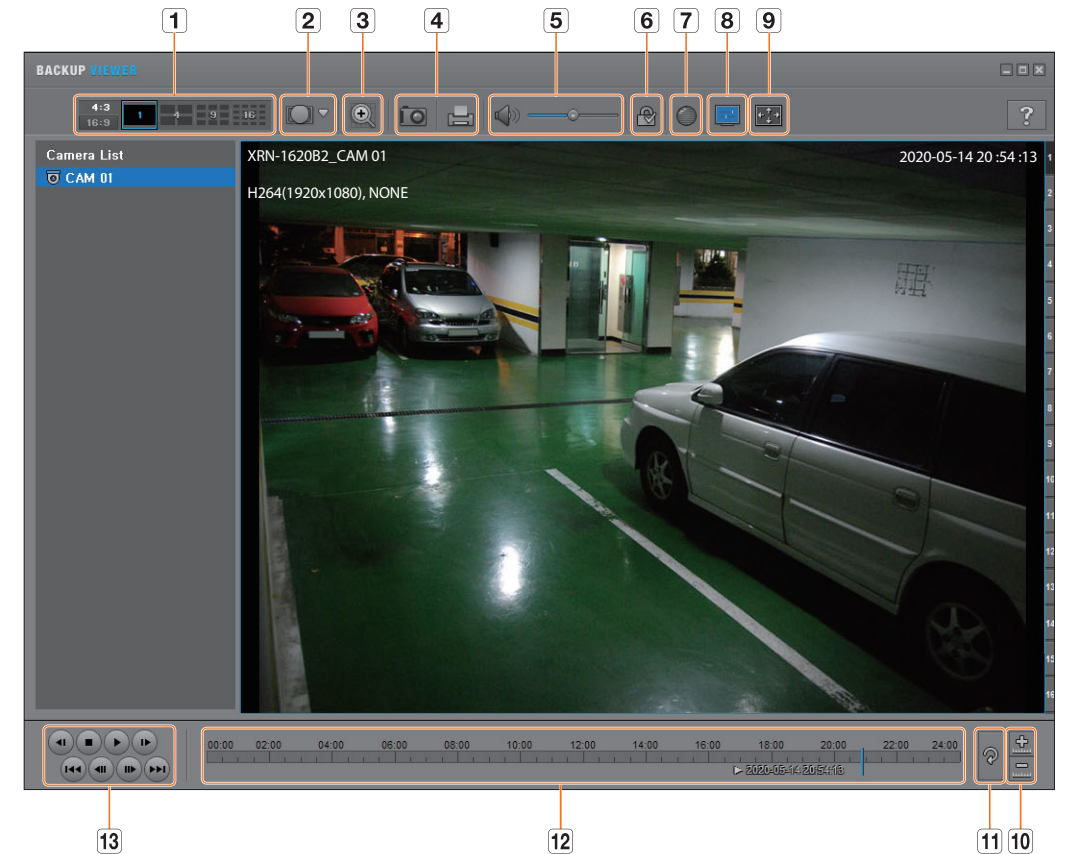 1 2 3 4 5 6 7 8 9
BACKUP VIEWER
4:3
16:9
1 4 9 16
?
Camera List
CAM 01
XRN-1620B2_CAM 01
2020-05-14 20 :54 :13
H264(1920x1080), NONE
1
2
3
4
5
6
7
8
9
10
11
12
13
14
15
16
00:00 02:00 04:00 06:00 08:00 10:00 12:00 14:00 16:00 18:00 20:00 22:00 24:00
2020-05-14 20:54:13
13 12 11 10